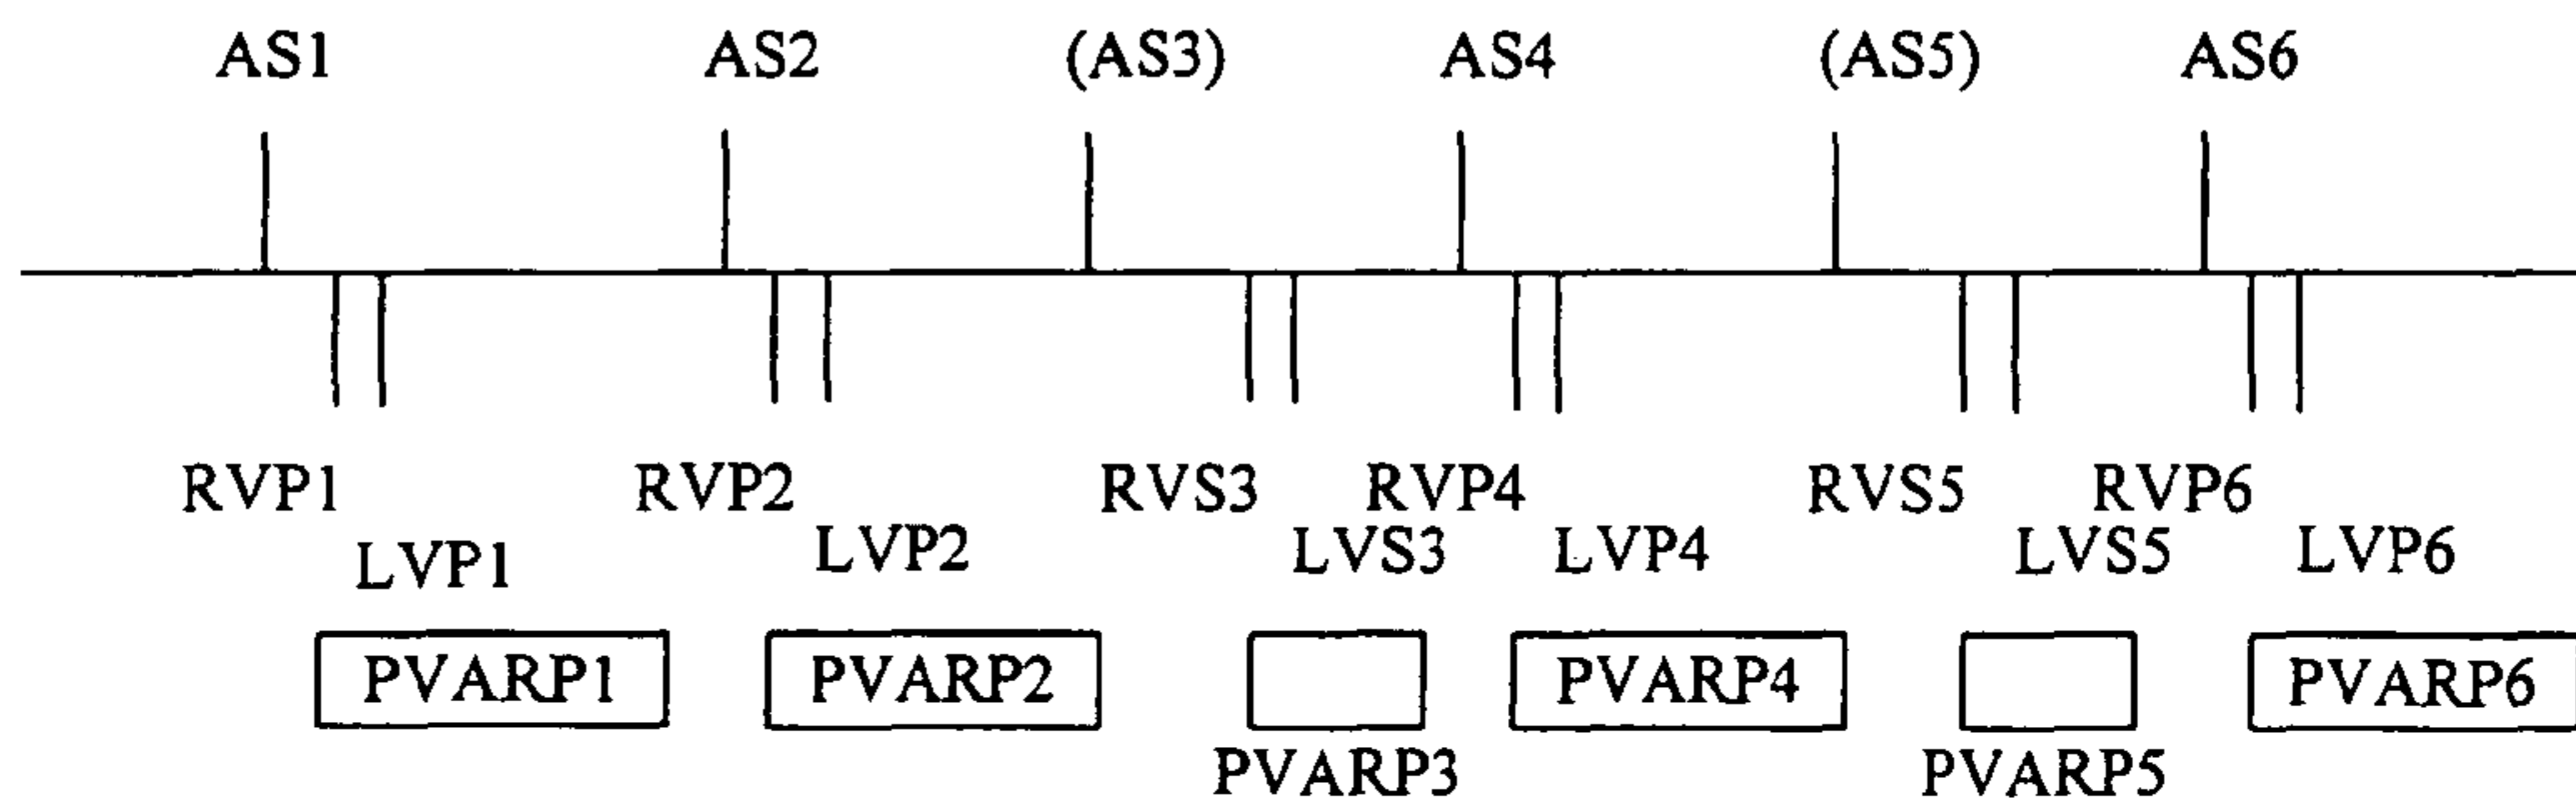 AS1 AS2 (AS3) AS4 (AS5) AS6
RVP1 RVP2 RVS3 RVP4 RVS5 RVP6
LVP1 LVP2 LVS3 LVP4 LVS5 LVP6
PVARP1 PVARP2 PVARP4 PVARP6
PVARP3 PVARP5